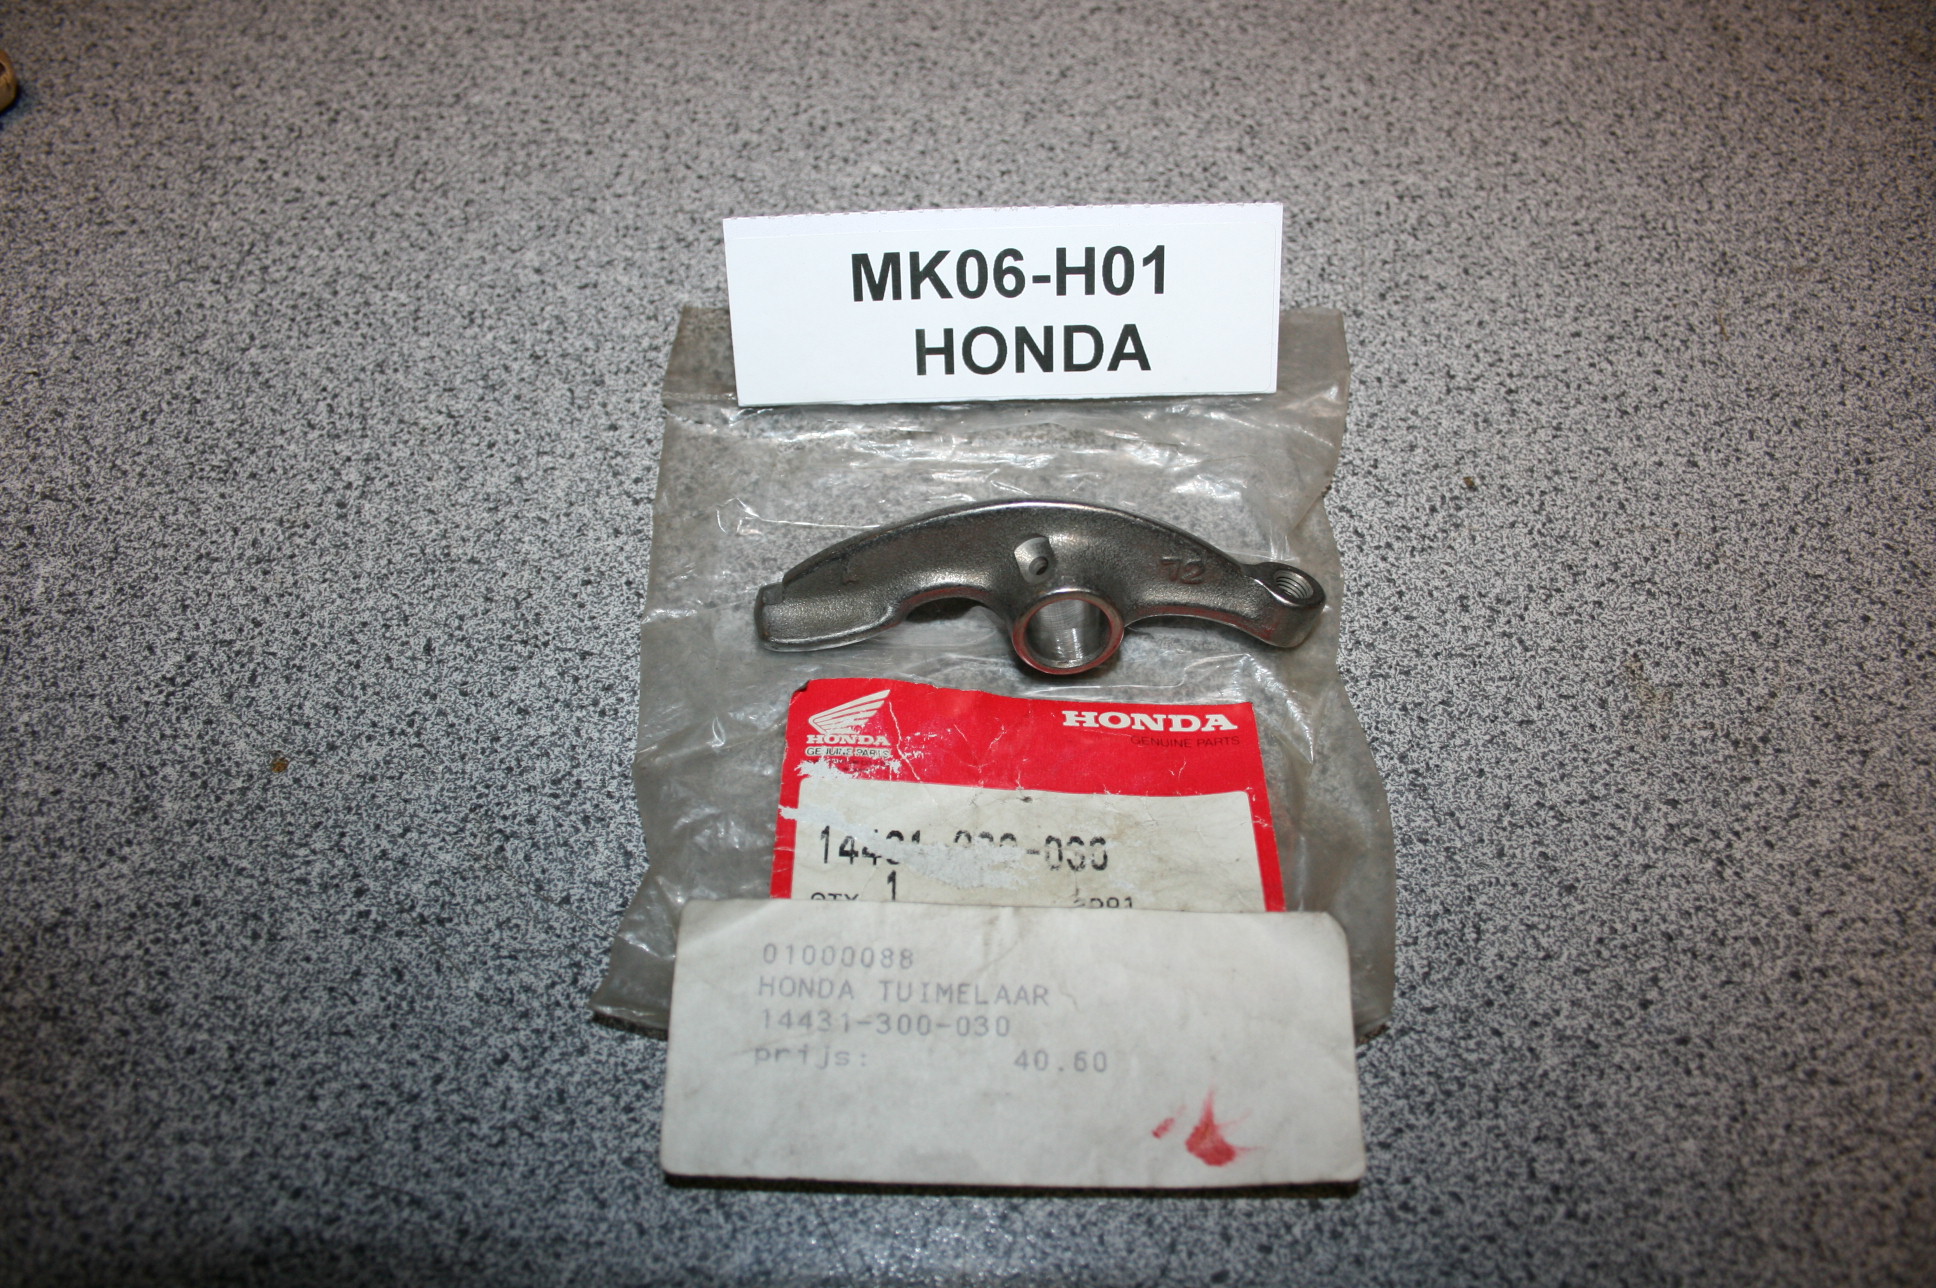 MK06-H01
HONDA
72
HONDA
GENUINE PARTS
HONDA
GENUINE PARTS
QTY 1
01000088
HONDA TUIMELAAR
14431-300-030
prijs: 40.60